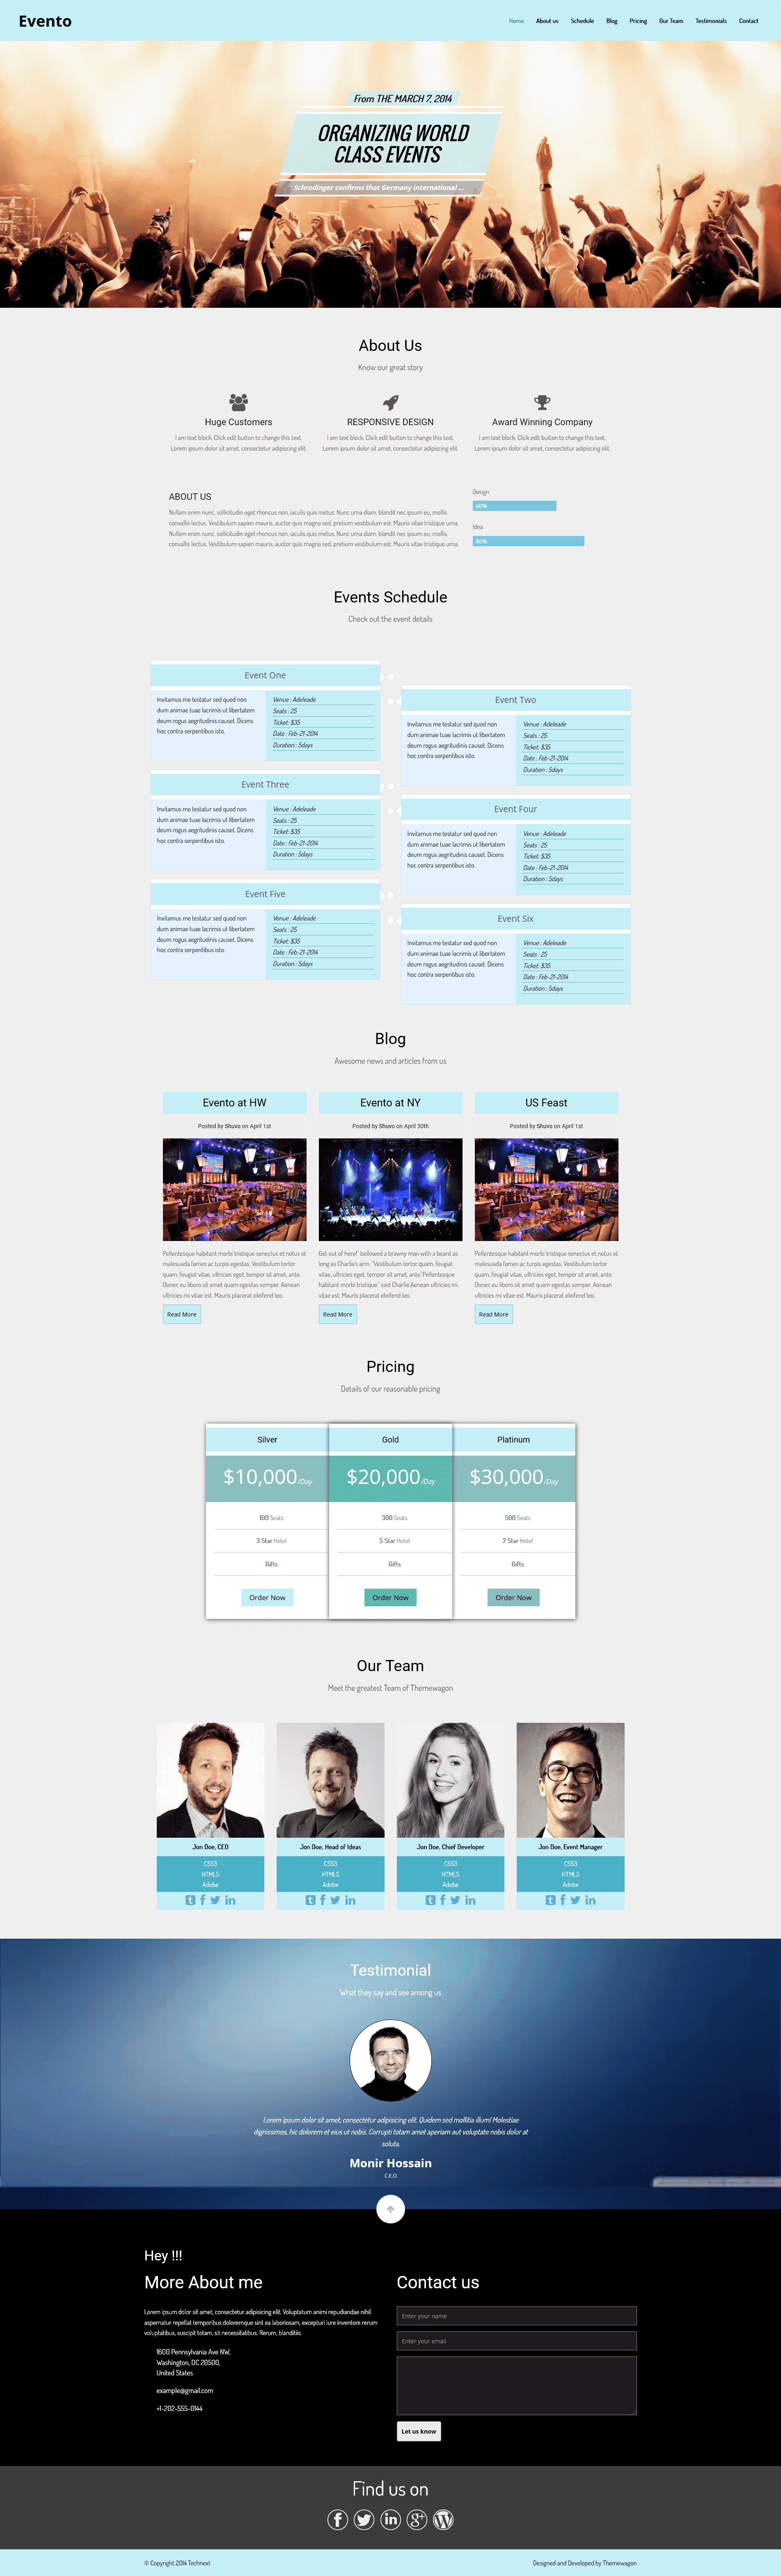 Evento
Home About us Schedule Blog Pricing Our Team Testimonials Contact
From THE MARCH 7, 2014
ORGANIZING WORLD
CLASS EVENTS
Schrodinger confirms that Germany international ...
About Us
Know our great story
Huge Customers
I am text block. Click edit button to change this text.
Lorem ipsum dolor sit amet, consectetur adipiscing elit.
RESPONSIVE DESIGN
I am text block. Click edit button to change this text.
Lorem ipsum dolor sit amet, consectetur adipiscing elit.
Award Winning Company
I am text block. Click edit button to change this text.
Lorem ipsum dolor sit amet, consectetur adipiscing elit.
ABOUT US
Nullam enim nunc, sollicitudin eget rhoncus non, iaculis quis metus. Nunc urna diam, blandit nec ipsum eu, mollis
convallis lectus. Vestibulum sapien mauris, auctor quis magna sed, pretium vestibulum est. Mauris vitae tristique urna.
Nullam enim nunc, sollicitudin eget rhoncus non, iaculis quis metus. Nunc urna diam, blandit nec ipsum eu, mollis
convallis lectus. Vestibulum sapien mauris, auctor quis magna sed, pretium vestibulum est. Mauris vitae tristique urna.
Design
60%
Idea
80%
Events Schedule
Check out the event details
Event One
Invitamus me testatur sed quod non
dum animae tuae lacrimis ut libertatem
deum rogus aegritudinis causet. Dicens
hoc contra serpentibus isto.
Venue : Adeleade
Seats : 25
Ticket: $35
Date : Feb-21-2014
Duration : 5days
Event Two
Invitamus me testatur sed quod non
dum animae tuae lacrimis ut libertatem
deum rogus aegritudinis causet. Dicens
hoc contra serpentibus isto.
Venue : Adeleade
Seats : 25
Ticket: $35
Date : Feb-21-2014
Duration : 5days
Event Three
Invitamus me testatur sed quod non
dum animae tuae lacrimis ut libertatem
deum rogus aegritudinis causet. Dicens
hoc contra serpentibus isto.
Venue : Adeleade
Seats : 25
Ticket: $35
Date : Feb-21-2014
Duration : 5days
Event Four
Invitamus me testatur sed quod non
dum animae tuae lacrimis ut libertatem
deum rogus aegritudinis causet. Dicens
hoc contra serpentibus isto.
Venue : Adeleade
Seats : 25
Ticket: $35
Date : Feb-21-2014
Duration : 5days
Event Five
Invitamus me testatur sed quod non
dum animae tuae lacrimis ut libertatem
deum rogus aegritudinis causet. Dicens
hoc contra serpentibus isto.
Venue : Adeleade
Seats : 25
Ticket: $35
Date : Feb-21-2014
Duration : 5days
Event Six
Invitamus me testatur sed quod non
dum animae tuae lacrimis ut libertatem
deum rogus aegritudinis causet. Dicens
hoc contra serpentibus isto.
Venue : Adeleade
Seats : 25
Ticket: $35
Date : Feb-21-2014
Duration : 5days
Blog
Awesome news and articles from us
Evento at HW
Posted by Shuvo on April 1st
Pellentesque habitant morbi tristique senectus et netus et
malesuada fames ac turpis egestas. Vestibulum tortor
quam, feugiat vitae, ultricies eget, tempor sit amet, ante.
Donec eu libero sit amet quam egestas semper. Aenean
ultricies mi vitae est. Mauris placerat eleifend leo.
Read More
Evento at NY
Posted by Shuvo on April 30th
Get out of here!" bellowed a brawny man with a beard as
long as Charlie's arm. "Vestibulum tortor quam, feugiat
vitae, ultricies eget, tempor sit amet, ante."Pellentesque
habitant morbi tristique," said Charlie.Aenean ultricies mi
vitae est. Mauris placerat eleifend leo.
Read More
US Feast
Posted by Shuvo on April 1st
Pellentesque habitant morbi tristique senectus et netus et
malesuada fames ac turpis egestas. Vestibulum tortor
quam, feugiat vitae, ultricies eget, tempor sit amet, ante.
Donec eu libero sit amet quam egestas semper. Aenean
ultricies mi vitae est. Mauris placerat eleifend leo.
Read More
Pricing
Details of our reasonable pricing
Silver
$10,000/Day
100 Seats
3 Star Hotel
Gifts
Order Now
Gold
$20,000/Day
300 Seats
5 Star Hotel
Gifts
Order Now
Platinum
$30,000/Day
500 Seats
7 Star Hotel
Gifts
Order Now
Our Team
Meet the greatest Team of Themewagon
Jon Doe, CEO
CSS3
HTML5
Adobe
Jon Doe, Head of Ideas
CSS3
HTML5
Adobe
Jon Doe, Chief Developer
CSS3
HTML5
Adobe
Jon Doe, Event Manager
CSS3
HTML5
Adobe
Testimonial
What they say and see among us
Lorem ipsum dolor sit amet, consectetur adipisicing elit. Quidem sed mollitia illum! Molestiae
dignissimos, hic dolorem et eius ut nobis. Corrupti totam amet aperiam aut voluptate nobis dolor at
soluta.
Monir Hossain
C.E.O
Hey !!!
More About me
Lorem ipsum dolor sit amet, consectetur adipisicing elit. Voluptatum animi repudiandae nihil
aspernatur repellat temporibus doloremque sint ea laboriosam, excepturi iure inventore rerum
voluptatibus, suscipit totam, sit necessitatibus. Rerum, blanditiis.
1600 Pennsylvania Ave NW,
Washington, DC 20500,
United States
example@gmail.com
+1-202-555-0144
Contact us
Enter your name
Enter your email
Let us know
Find us on
© Copyright 2014 Technext
Designed and Developed by Themewagon